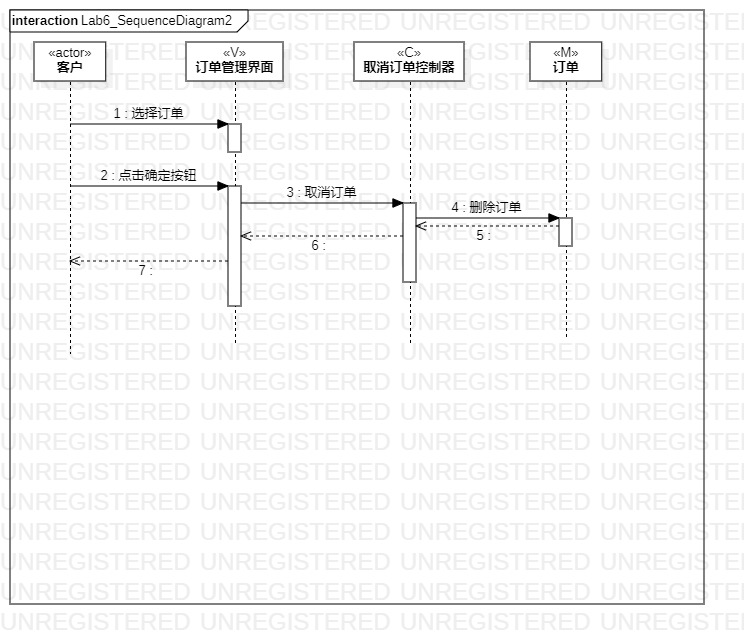 interaction Lab6_SequenceDiagram2
«actor»
客户
«V»
订单管理界面
«C»
取消订单控制器
«M»
订单
1 : 选择订单
2 : 点击确定按钮
3 : 取消订单
4 : 删除订单
5 :
6 :
7 :
UNREGISTERED UNREGISTERED UNREGISTERED UNREGISTERED